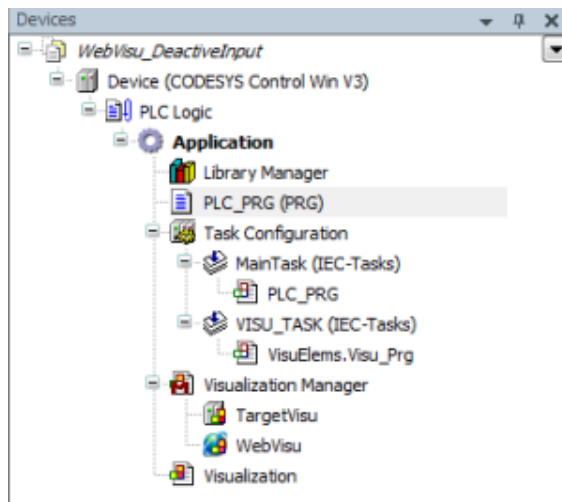 Devices
WebVisu_DeactiveInput
Device (CODESYS Control Win V3)
PLC Logic
Application
Library Manager
PLC_PRG (PRG)
Task Configuration
MainTask (IEC-Tasks)
PLC_PRG
VISU_TASK (IEC-Tasks)
VisuElems.Visu_Prg
Visualization Manager
TargetVisu
WebVisu
Visualization